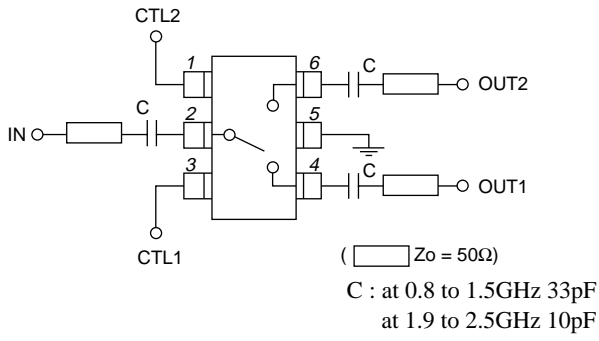 CTL2
1
6
C
OUT2
C
IN
2
5
3
4
C
OUT1
CTL1
( Zo = 50Ω)
C : at 0.8 to 1.5GHz 33pF
at 1.9 to 2.5GHz 10pF